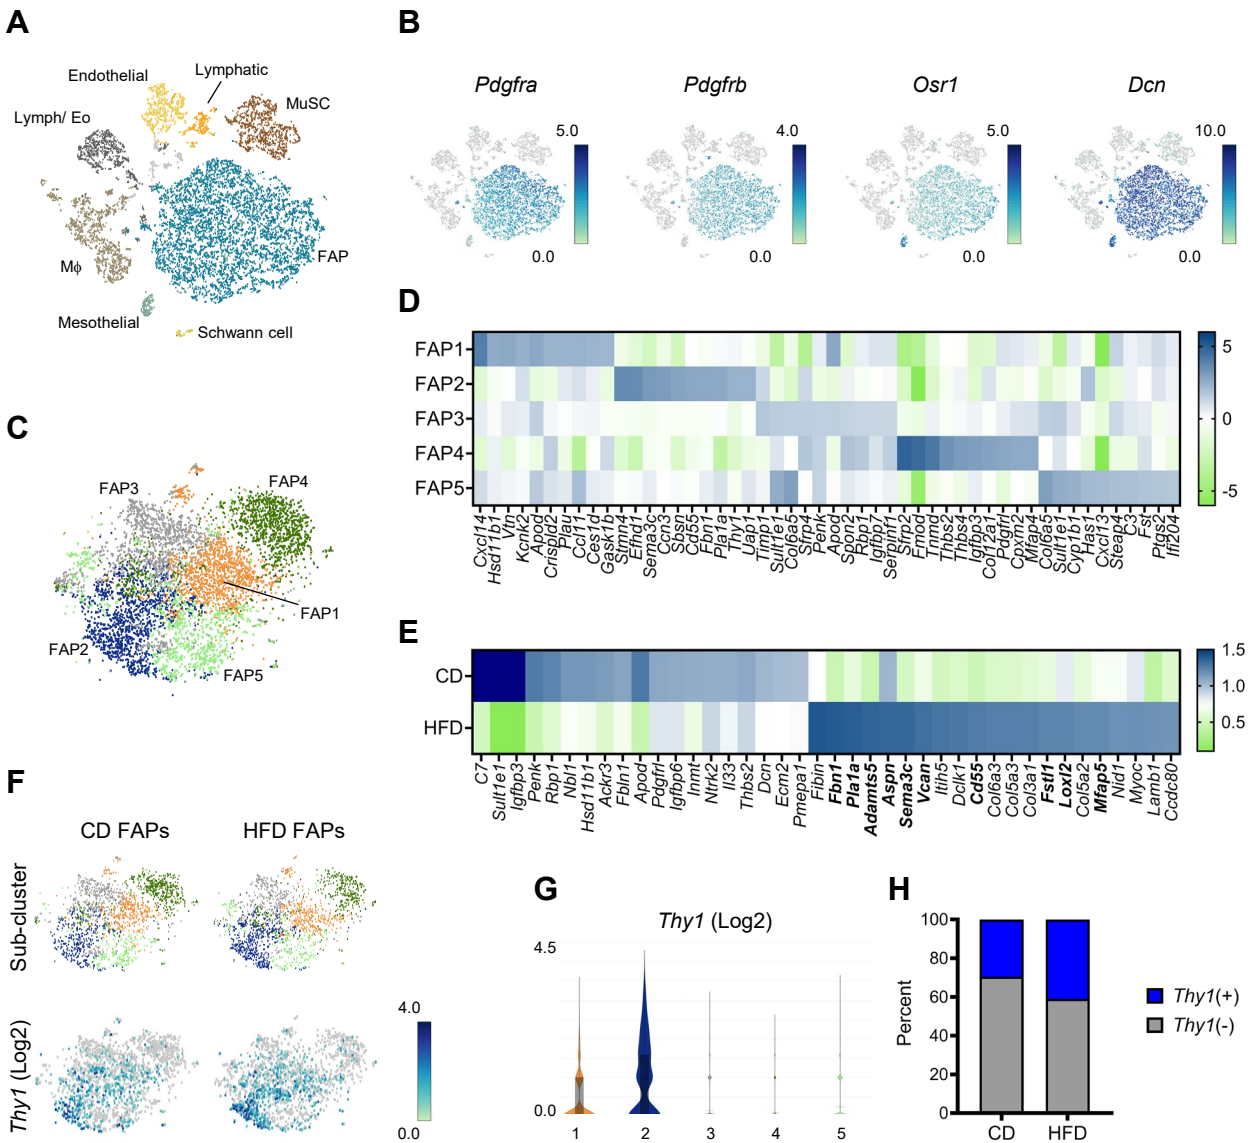 A
Endothelial
Lymphatic
MuSC
Lymph/ Eo
Mϕ
FAP
Mesothelial
Schwann cell
B
Pdgfra
Pdgfrb
Osr1
Dcn
5.0
4.0
5.0
10.0
0.0
0.0
0.0
0.0
C
FAP3
FAP4
FAP1
FAP2
FAP5
D
FAP1
FAP2
FAP3
FAP4
FAP5
5
0
-5
Cxcl14
Hsd11b1
Vtn
Kcnk2
Apod
Crispld2
Plau
Ccl11
Ces1d
Gask1b
Stmn4
Efhd1
Sema3c
Ccn3
Sbsn
Cd55
Fbn1
Pla1a
Thy1
Uap1
Timp1
Sult1e1
Col6a5
Sfrp4
Penk
Apod
Spon2
Rbp1
Igfbp7
Serpinf1
Sfrp2
Fmod
Tnmd
Thbs2
Thbs4
Igfbp3
Col12a1
Pdgfrl
Cpxm2
Mfap4
Col6a5
Sult1e1
Cyp1b1
Has1
Cxcl13
Steap4
C3
Fst
Ptgs2
Ifi204
E
CD
HFD
1.5
1.0
0.5
C7
Sult1e1
Igfbp3
Penk
Rbp1
Nbl1
Hsd11b1
Ackr3
Fbln1
Apod
Pdgfrl
Igfbp6
Inmt
Ntrk2
Il33
Thbs2
Dcn
Ecm2
Pmepa1
Fibin
Fbn1
Pla1a
Adamts5
Aspn
Sema3c
Vcan
Itih5
Dclk1
Cd55
Col6a3
Col5a3
Col3a1
Fstl1
Loxl2
Col5a2
Mfap5
Nid1
Myoc
Lamb1
Ccdc80
F
CD FAPs
HFD FAPs
Sub-cluster
Thy1 (Log2)
4.0
0.0
G
Thy1 (Log2)
4.5
0.0
1
2
3
4
5
H
Percent
100
80
60
40
20
0
CD
HFD
Thy1(+)
Thy1(-)